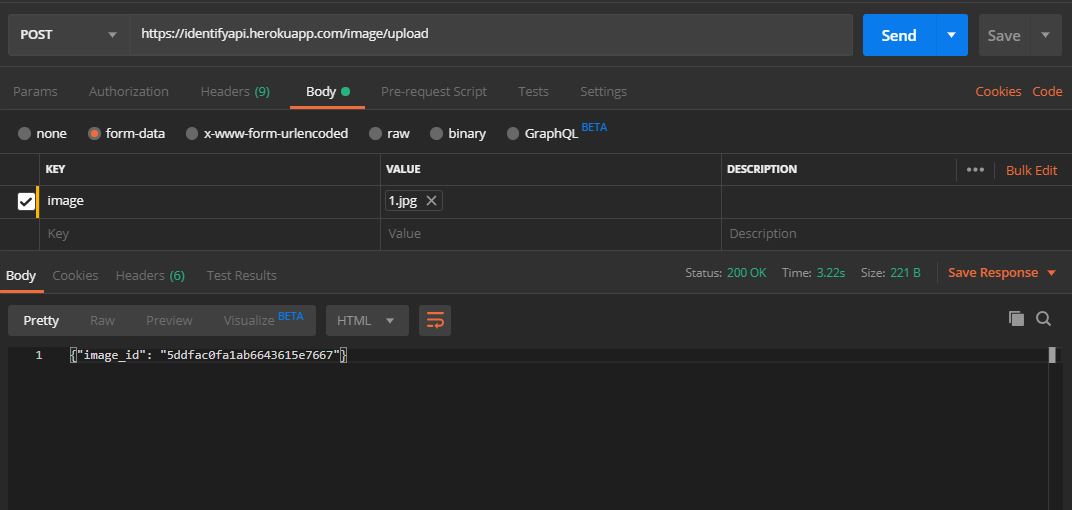 POST https://identifyapi.herokuapp.com/image/upload Send Save
Params Authorization Headers (9) Body Pre-request Script Tests Settings Cookies Code
none form-data x-www-form-urlencoded raw binary GraphQL BETA
KEY VALUE DESCRIPTION ••• Bulk Edit
image 1.jpg
Key Value Description
Body Cookies Headers (6) Test Results Status: 200 OK Time: 3.22s Size: 221 B Save Response
Pretty Raw Preview Visualize BETA HTML
1 {"image_id": "5ddfac0fa1ab6643615e7667"}